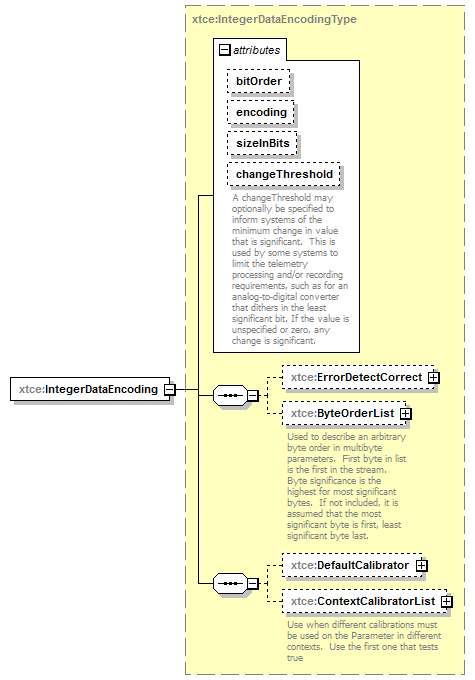 xtce:IntegerDataEncodingType
attributes
bitOrder
encoding
sizeInBits
changeThreshold
A changeThreshold may
optionally be specified to
inform systems of the
minimum change in value
that is significant.  This is
used by some systems to
limit the telemetry
processing and/or recording
requirements, such as for an
analog-to-digital converter
that dithers in the least
significant bit. If the value is
unspecified or zero, any
change is significant.
xtce:IntegerDataEncoding
xtce:ErrorDetectCorrect
xtce:ByteOrderList
Used to describe an arbitrary
byte order in multibyte
parameters.  First byte in list
is the first in the stream.
Byte significance is the
highest for most significant
bytes.  If not included, it is
assumed that the most
significant byte is first, least
significant byte last.
xtce:DefaultCalibrator
xtce:ContextCalibratorList
Use when different calibrations must
be used on the Parameter in different
contexts.  Use the first one that tests
true